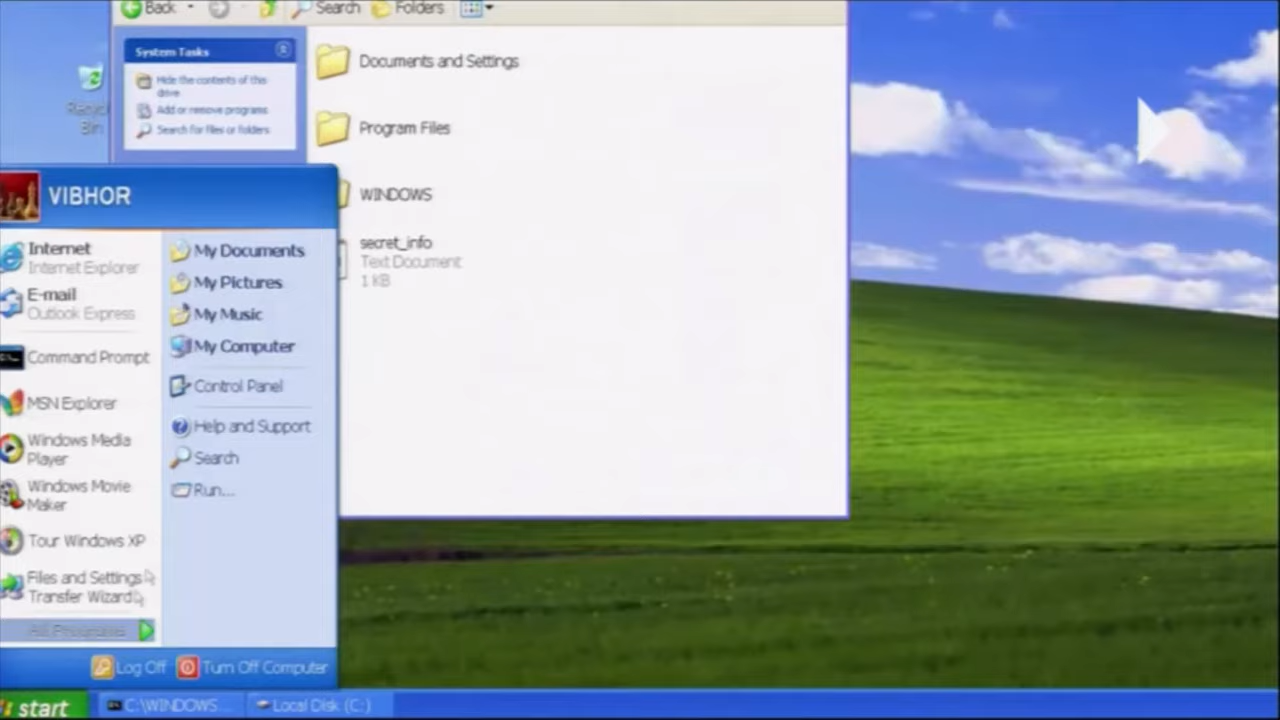 Back
Search
Folders
System Tasks
Hide the contents of this
drive
Add or remove programs
Search for files or folders
Documents and Settings
Program Files
WINDOWS
secret_info
Text Document
1 KB
Bin
VIBHOR
Internet
Internet Explorer
E-mail
Outlook Express
Command Prompt
MSN Explorer
Windows Media
Player
Windows Movie
Maker
Tour Windows XP
Files and Settings
Transfer Wizard
All Programs
My Documents
My Pictures
My Music
My Computer
Control Panel
Help and Support
Search
Run...
Log Off
Turn Off Computer
start
C:\WINDOWS...
Local Disk (C:)